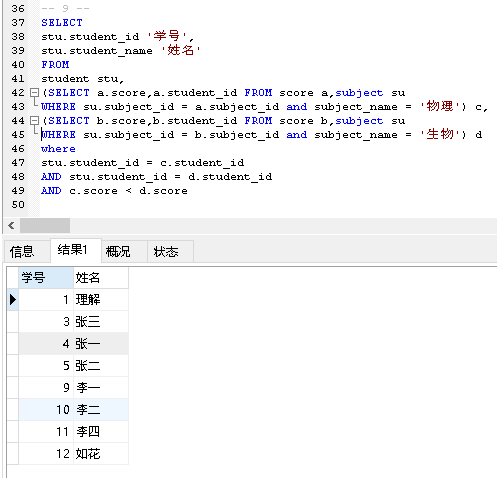 36 -- 9 --
37 SELECT
38 stu.student_id '学号',
39 stu.student_name '姓名'
40 FROM
41 student stu,
42 (SELECT a.score,a.student_id FROM score a,subject su
43 WHERE su.subject_id = a.subject_id and subject_name = '物理') c,
44 (SELECT b.score,b.student_id FROM score b,subject su
45 WHERE su.subject_id = b.subject_id and subject_name = '生物') d
46 where
47 stu.student_id = c.student_id
48 AND stu.student_id = d.student_id
49 AND c.score < d.score
50
信息 结果1 概况 状态
学号 姓名
1 理解
3 张三
4 张一
5 张二
9 李一
10 李二
11 李四
12 如花